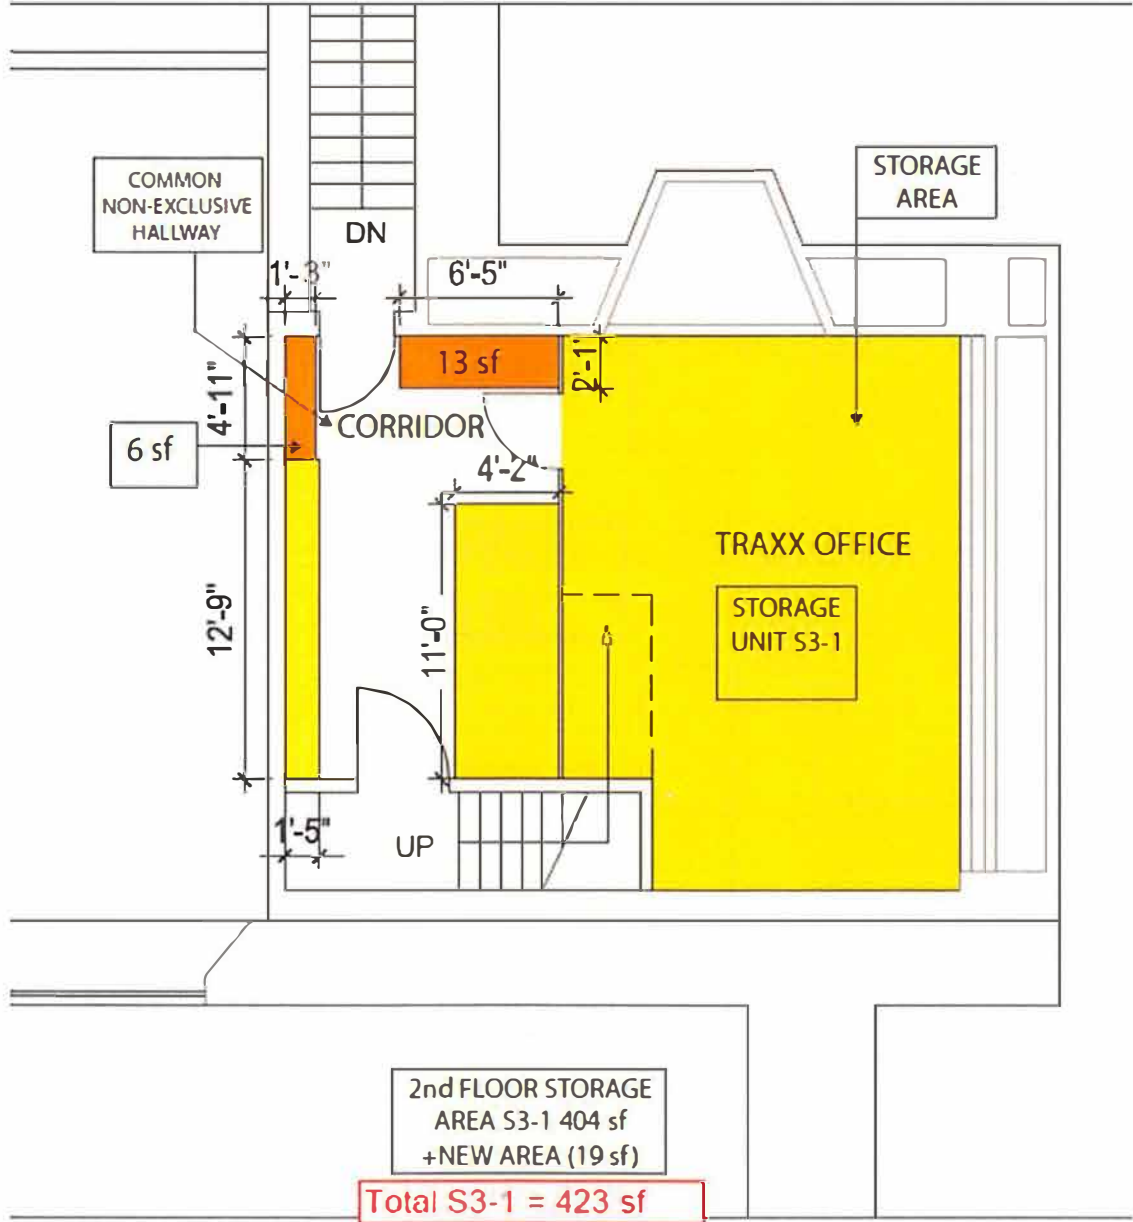 COMMON
NON-EXCLUSIVE
HALLWAY
DN
STORAGE
AREA
1'-3"
6'-5"
13 sf
2'-1"
4'-11"
CORRIDOR
6 sf
4'-2"
TRAXX OFFICE
STORAGE
UNIT S3-1
12'-9"
11'-0"
1'-5"
UP
2nd FLOOR STORAGE
AREA S3-1 404 sf
+NEW AREA (19 sf)
Total S3-1 = 423 sf